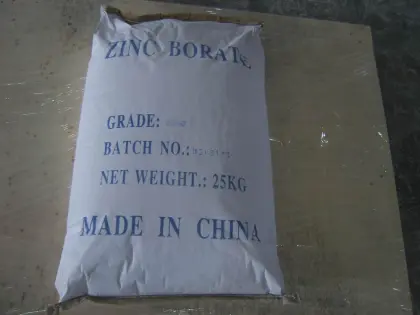 ZINC BORATE
GRADE:
BATCH NO.:
NET WEIGHT.: 25KG
MADE IN CHINA